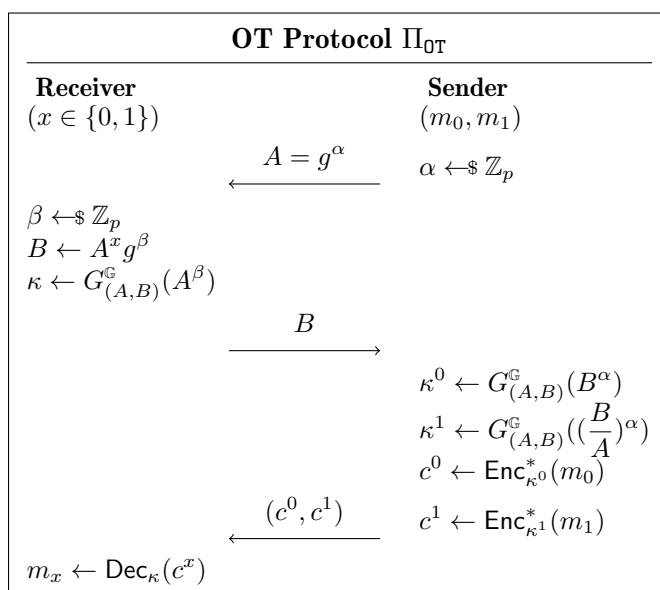 OT Protocol Π_OT
Receiver Sender
(x ∈ {0, 1}) (m_0, m_1)
A = g^α α ←$ ℤ_p
β ←$ ℤ_p
B ← A^x g^β
κ ← G^𝔾_(A,B)(A^β)
B
κ^0 ← G^𝔾_(A,B)(B^α)
κ^1 ← G^𝔾_(A,B)((B/A)^α)
c^0 ← Enc^*_κ^0(m_0)
(c^0, c^1) c^1 ← Enc^*_κ^1(m_1)
m_x ← Dec_κ(c^x)